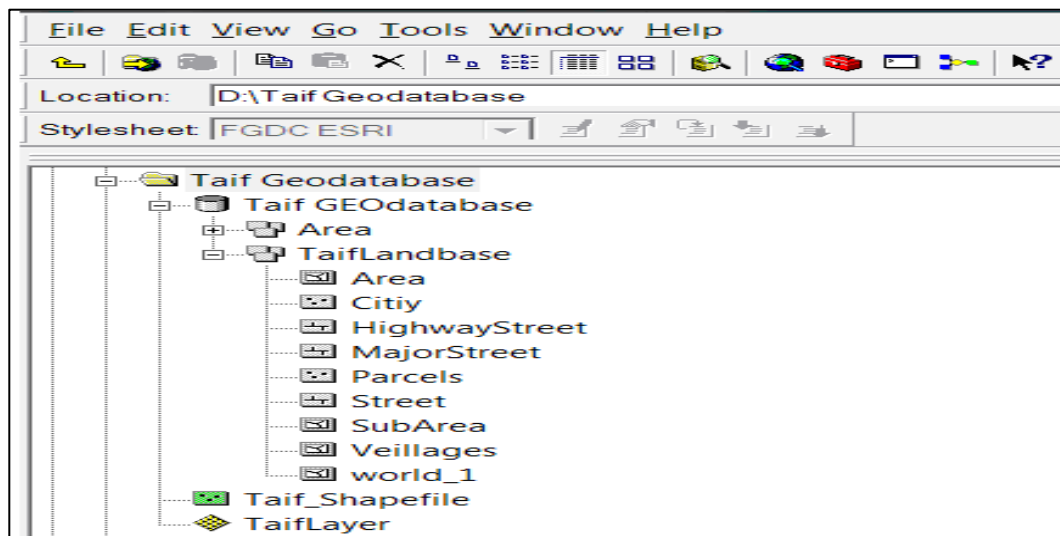 File Edit View Go Tools Window Help
Location: D:\Taif Geodatabase
Stylesheet: FGDC ESRI
Taif Geodatabase
Taif GEOdatabase
Area
TaifLandbase
Area
Citiy
HighwayStreet
MajorStreet
Parcels
Street
SubArea
Veillages
world_1
Taif_Shapefile
TaifLayer